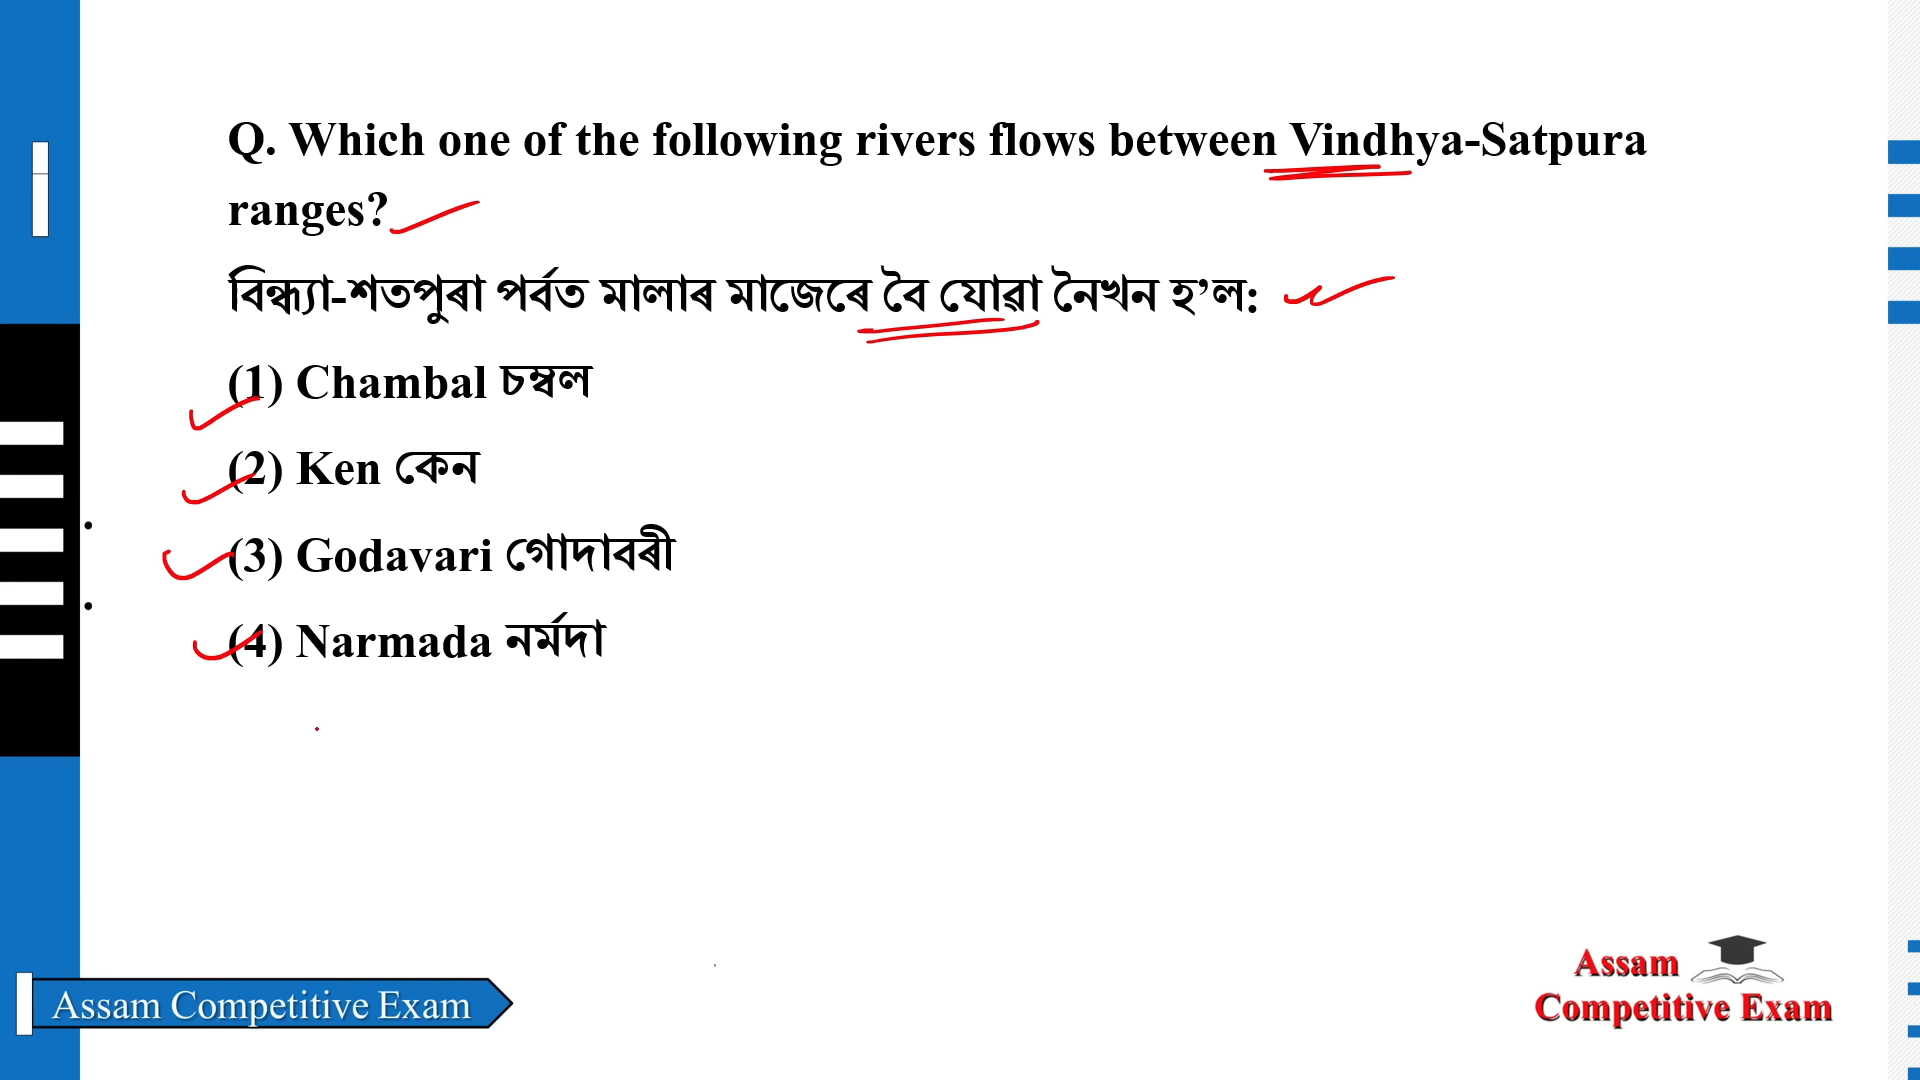 Q. Which one of the following rivers flows between Vindhya-Satpura
ranges?
বিন্ধ্যা-শতপুৰা পৰ্বত মালাৰ মাজেৰে বৈ যোৱা নৈখন হ’ল:
(1) Chambal চম্বল
(2) Ken কেন
(3) Godavari গোদাবৰী
(4) Narmada নৰ্মদা
Assam Competitive Exam
Assam
Competitive Exam